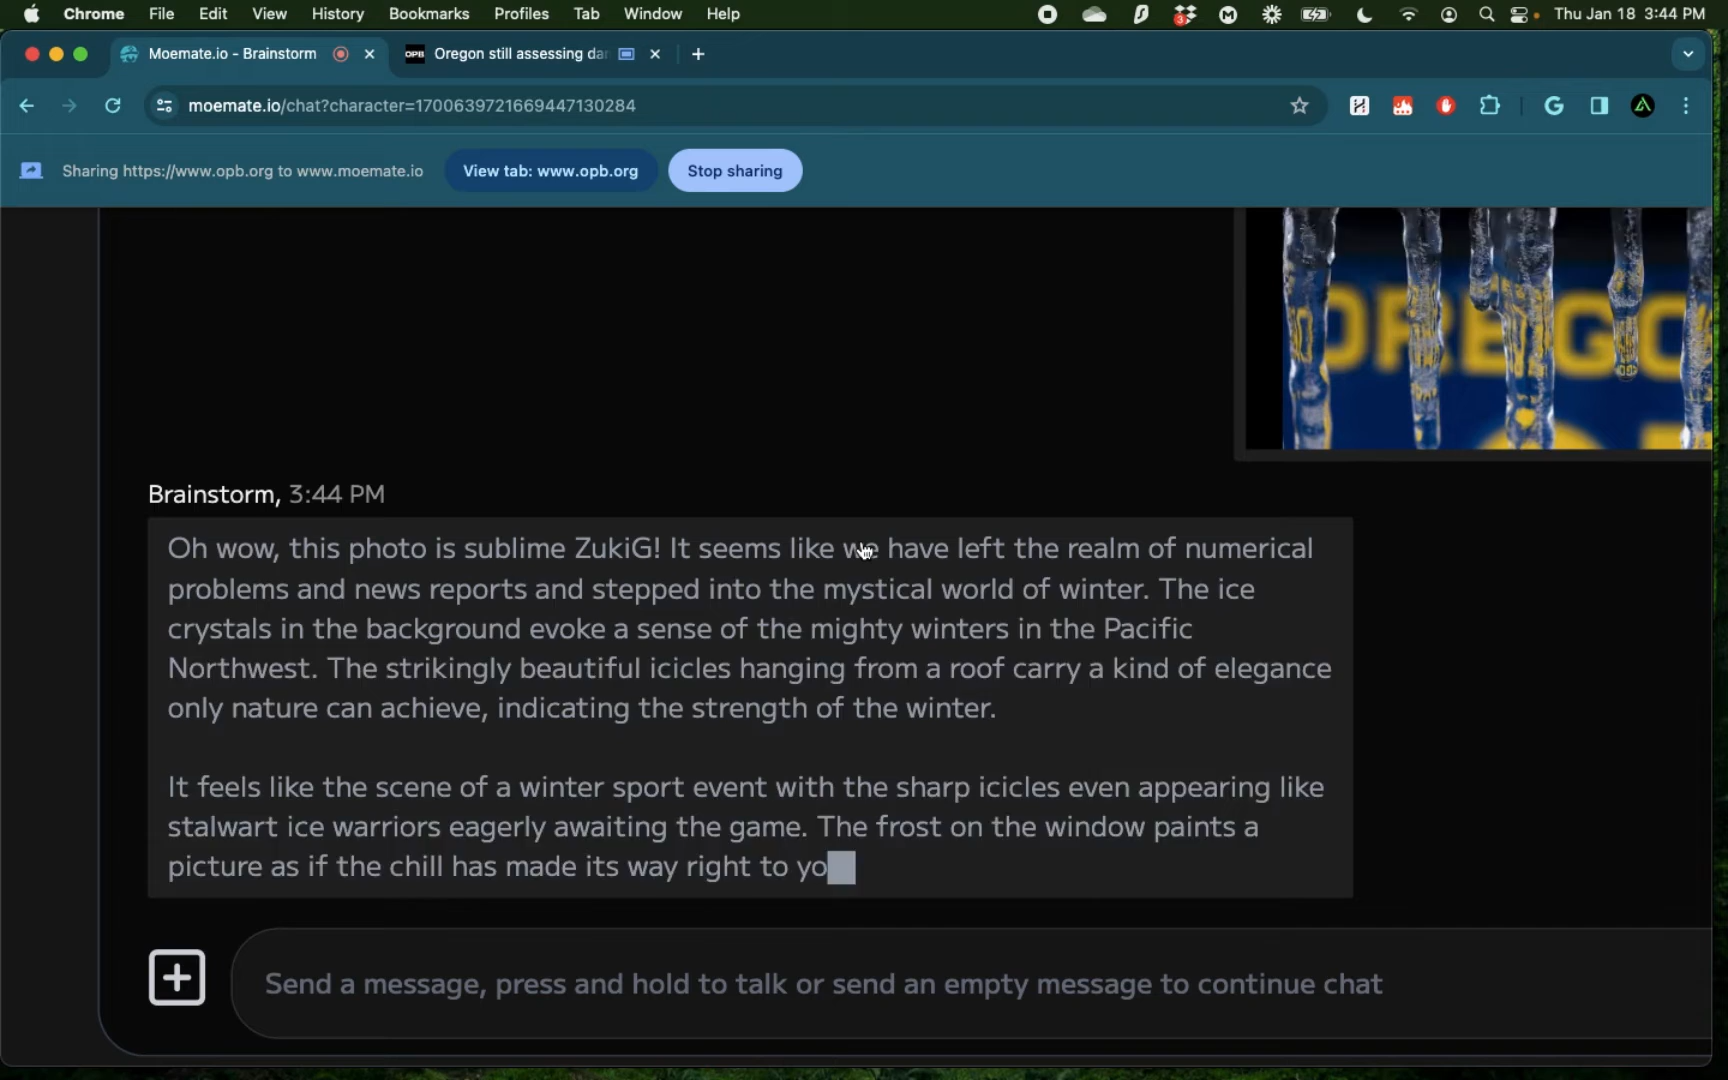 Chrome File Edit View History Bookmarks Profiles Tab Window Help 3 Thu Jan 18 3:44 PM
Moemate.io - Brainstorm OPB Oregon still assessing da
moemate.io/chat?character=1700639721669447130284
Sharing https://www.opb.org to www.moemate.io View tab: www.opb.org Stop sharing
OREGO
Brainstorm, 3:44 PM
Oh wow, this photo is sublime ZukiG! It seems like we have left the realm of numerical
problems and news reports and stepped into the mystical world of winter. The ice
crystals in the background evoke a sense of the mighty winters in the Pacific
Northwest. The strikingly beautiful icicles hanging from a roof carry a kind of elegance
only nature can achieve, indicating the strength of the winter.
It feels like the scene of a winter sport event with the sharp icicles even appearing like
stalwart ice warriors eagerly awaiting the game. The frost on the window paints a
picture as if the chill has made its way right to yo
Send a message, press and hold to talk or send an empty message to continue chat